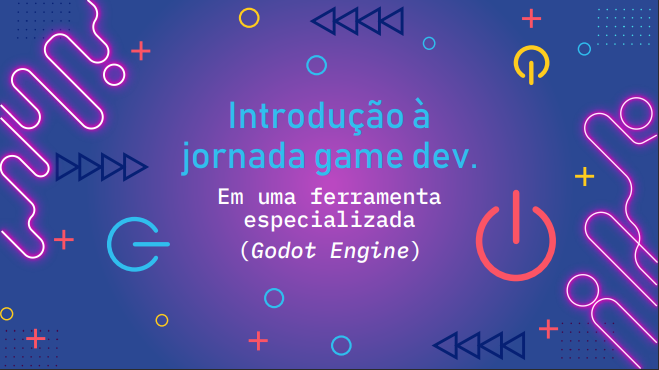 Introdução à
jornada game dev.
Em uma ferramenta
especializada
(Godot Engine)